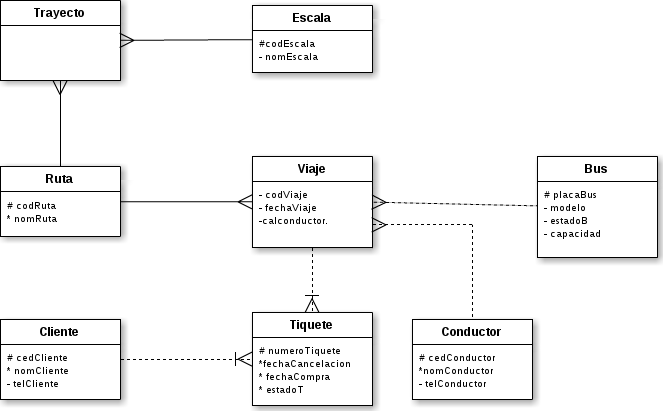 Trayecto
Escala
#codEscala
- nomEscala
Ruta
# codRuta
* nomRuta
Viaje
- codViaje
- fechaViaje
-calconductor.
Bus
# placaBus
- modelo
- estadoB
- capacidad
Cliente
# cedCliente
* nomCliente
- telCliente
Tiquete
# numeroTiquete
*fechaCancelacion
* fechaCompra
* estadoT
Conductor
# cedConductor
*nomConductor
- telConductor